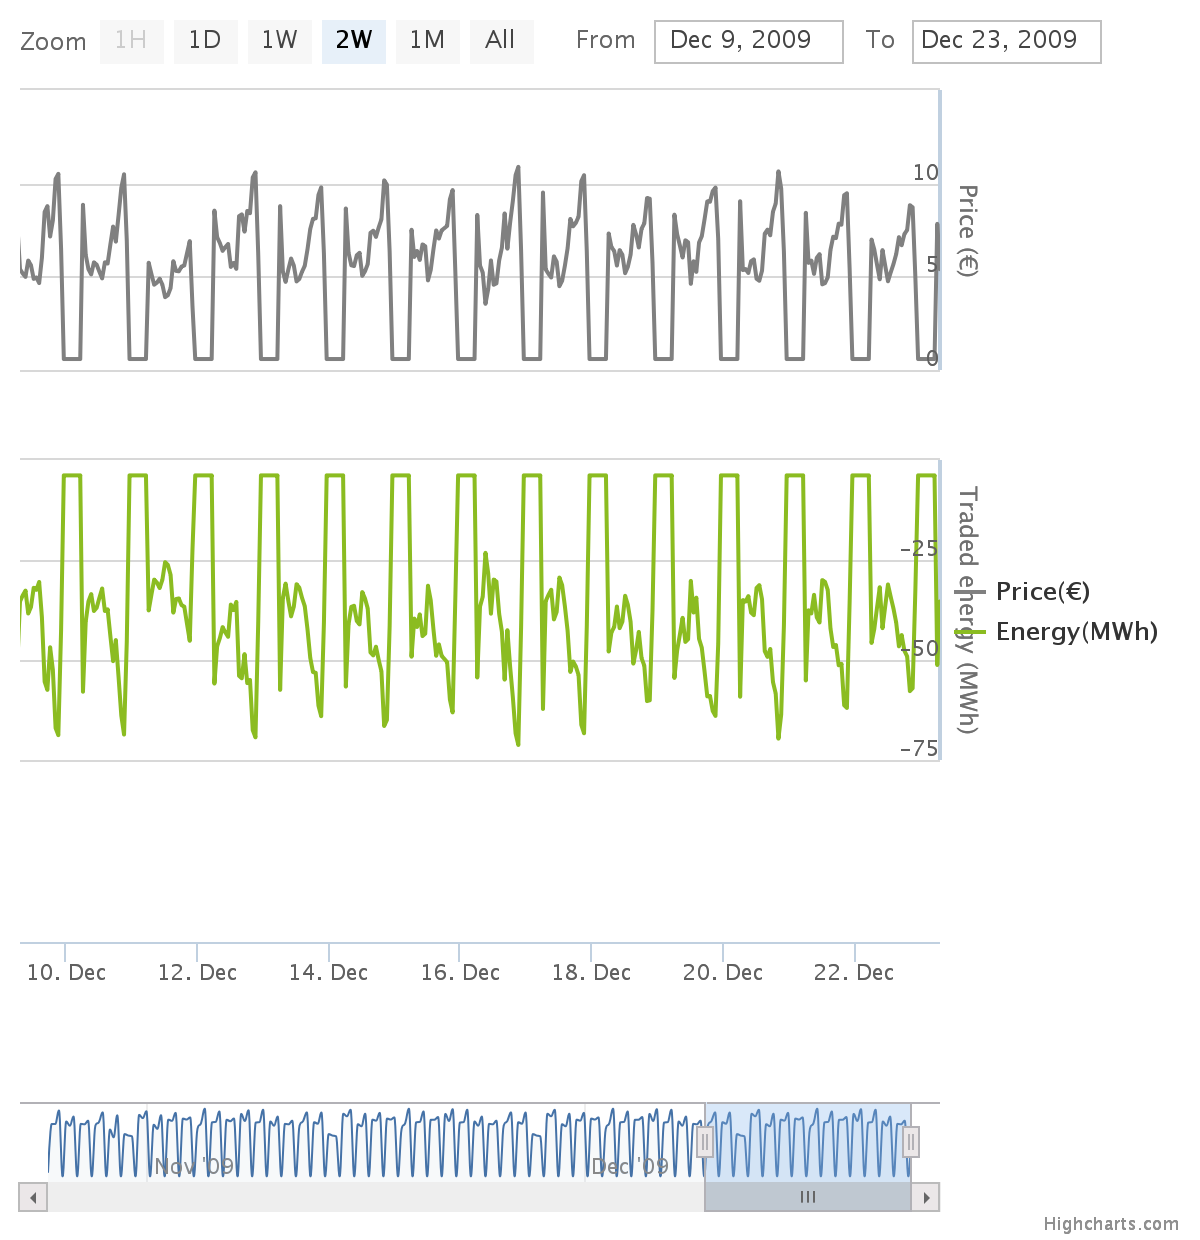 Zoom 1H 1D 1W 2W 1M All From Dec 9, 2009 To Dec 23, 2009
10
5
0
Price (€)
-25
-50
-75
Traded energy (MWh)
Price(€)
Energy(MWh)
10. Dec 12. Dec 14. Dec 16. Dec 18. Dec 20. Dec 22. Dec
Nov '09 Dec '09
Highcharts.com